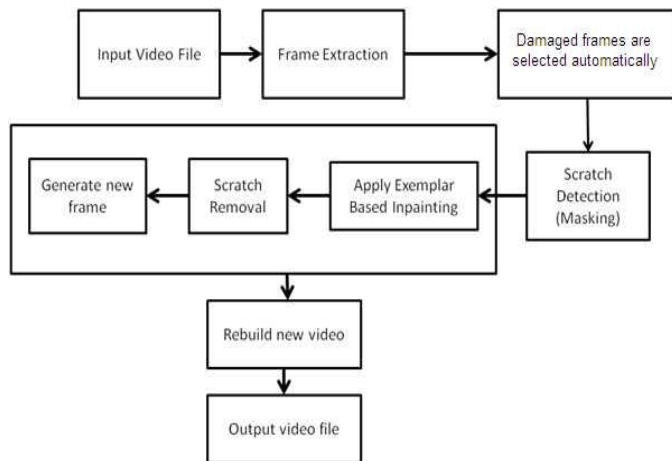 Input Video File
Frame Extraction
Damaged frames are
selected automatically
Scratch
Detection
(Masking)
Apply Exemplar
Based Inpainting
Scratch
Removal
Generate new
frame
Rebuild new video
Output video file